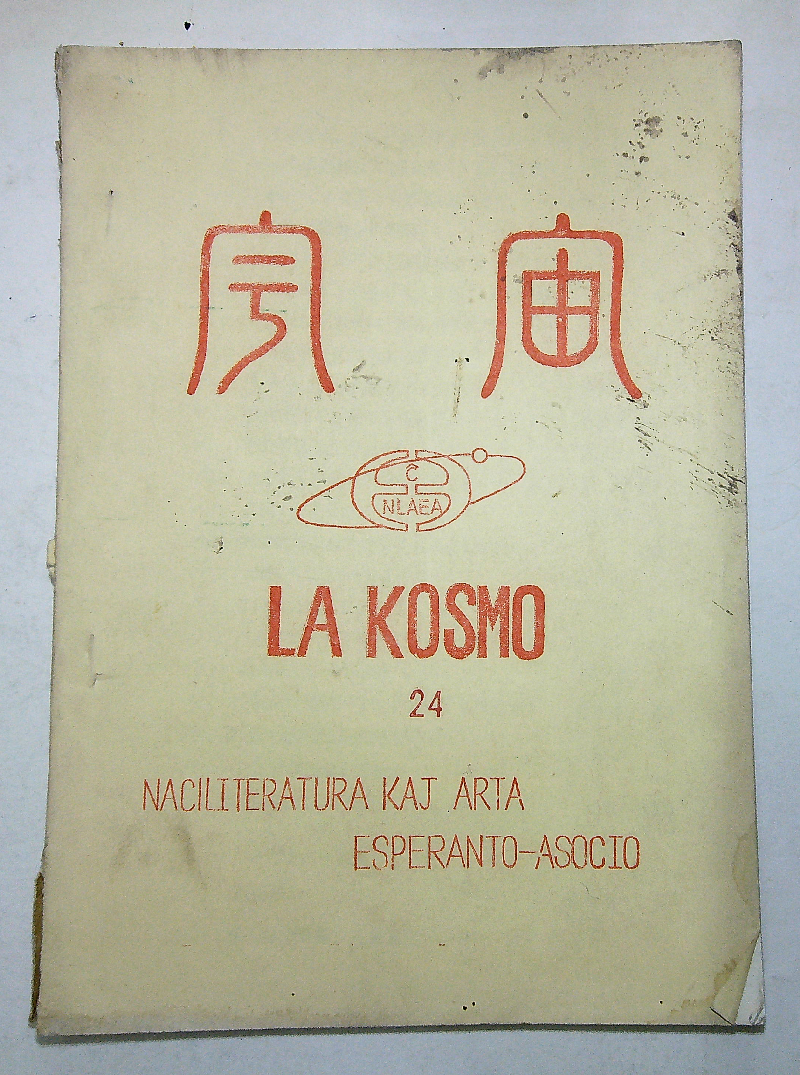 宇宙
C
NLAEA
LA KOSMO
24
NACILITERATURA KAJ ARTA
ESPERANTO-ASOCIO